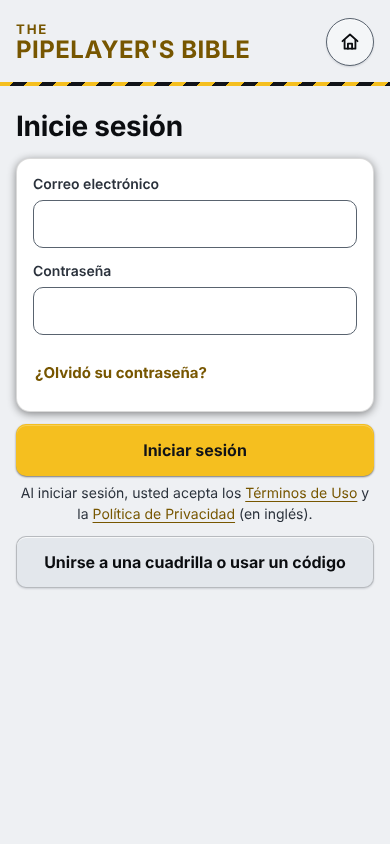 THE
PIPELAYER'S BIBLE
Inicie sesión
Correo electrónico
Contraseña
¿Olvidó su contraseña?
Iniciar sesión
Al iniciar sesión, usted acepta los Términos de Uso y
la Política de Privacidad (en inglés).
Unirse a una cuadrilla o usar un código